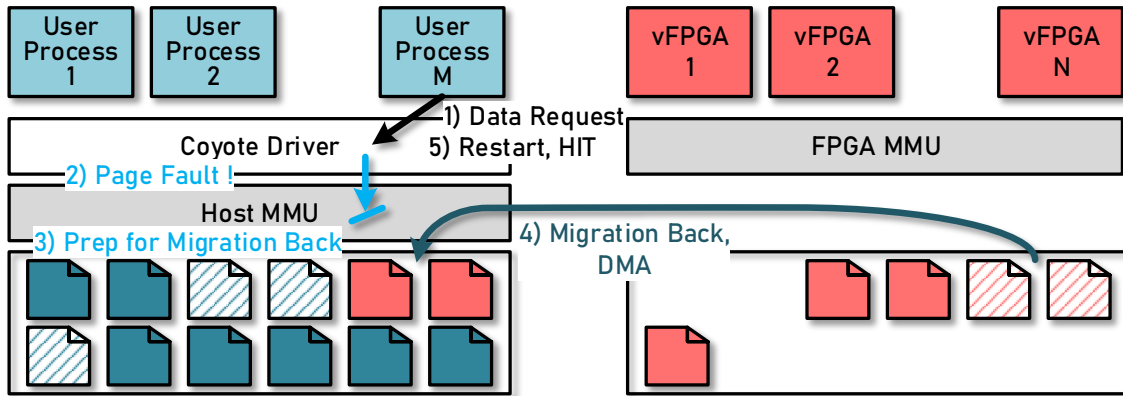 User
Process
1
User
Process
2
User
Process
M
vFPGA
1
vFPGA
2
vFPGA
N
1) Data Request
5) Restart, HIT
Coyote Driver
FPGA MMU
2) Page Fault !
Host MMU
3) Prep for Migration Back
4) Migration Back,
DMA